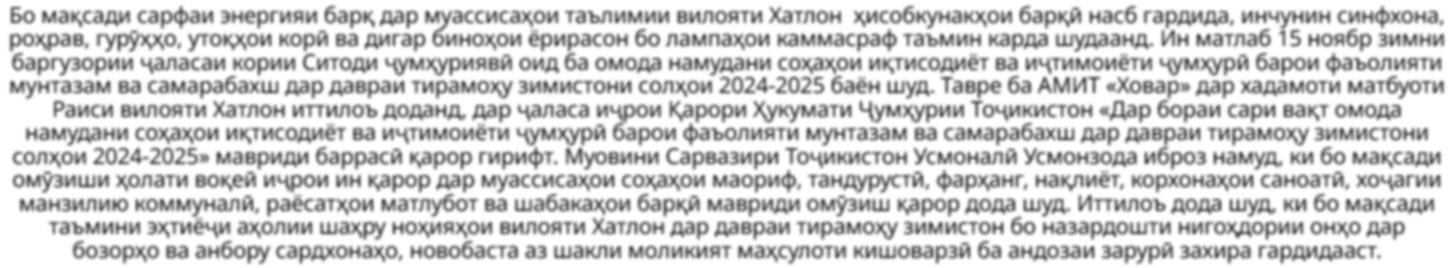 Бо мақсади сарфаи энергияи барқ дар муассисаҳои таълимии вилояти Хатлон ҳисобкунакҳои барқӣ насб гардида, инчунин синфхона,
роҳрав, гурӯҳҳо, утоқҳои корӣ ва дигар биноҳои ёрирасон бо лампаҳои каммасраф таъмин карда шудаанд. Ин матлаб 15 ноябр зимни
баргузории ҷаласаи кории Ситоди ҷумҳуриявӣ оид ба омода намудани соҳаҳои иқтисодиёт ва иҷтимоиёти ҷумҳурӣ барои фаъолияти
мунтазам ва самарабахш дар давраи тирамоҳу зимистони солҳои 2024-2025 баён шуд. Тавре ба АМИТ «Ховар» дар хадамоти матбуоти
Раиси вилояти Хатлон иттилоъ доданд, дар ҷаласа иҷрои Қарори Ҳукумати Ҷумҳурии Тоҷикистон «Дар бораи сари вақт омода
намудани соҳаҳои иқтисодиёт ва иҷтимоиёти ҷумҳурӣ барои фаъолияти мунтазам ва самарабахш дар давраи тирамоҳу зимистони
солҳои 2024-2025» мавриди баррасӣ қарор гирифт. Муовини Сарвазири Тоҷикистон Усмоналӣ Усмонзода иброз намуд, ки бо мақсади
омӯзиши ҳолати воқеӣ иҷрои ин қарор дар муассисаҳои соҳаҳои маориф, тандурустӣ, фарҳанг, нақлиёт, корхонаҳои саноатӣ, хоҷагии
манзилию коммуналӣ, раёсатҳои матлубот ва шабакаҳои барқӣ мавриди омӯзиш қарор дода шуд. Иттилоъ дода шуд, ки бо мақсади
таъмини эҳтиёҷи аҳолии шаҳру ноҳияҳои вилояти Хатлон дар давраи тирамоҳу зимистон бо назардошти нигоҳдории онҳо дар
бозорҳо ва анбору сардхонаҳо, новобаста аз шакли моликият маҳсулоти кишоварзӣ ба андозаи зарурӣ захира гардидааст.